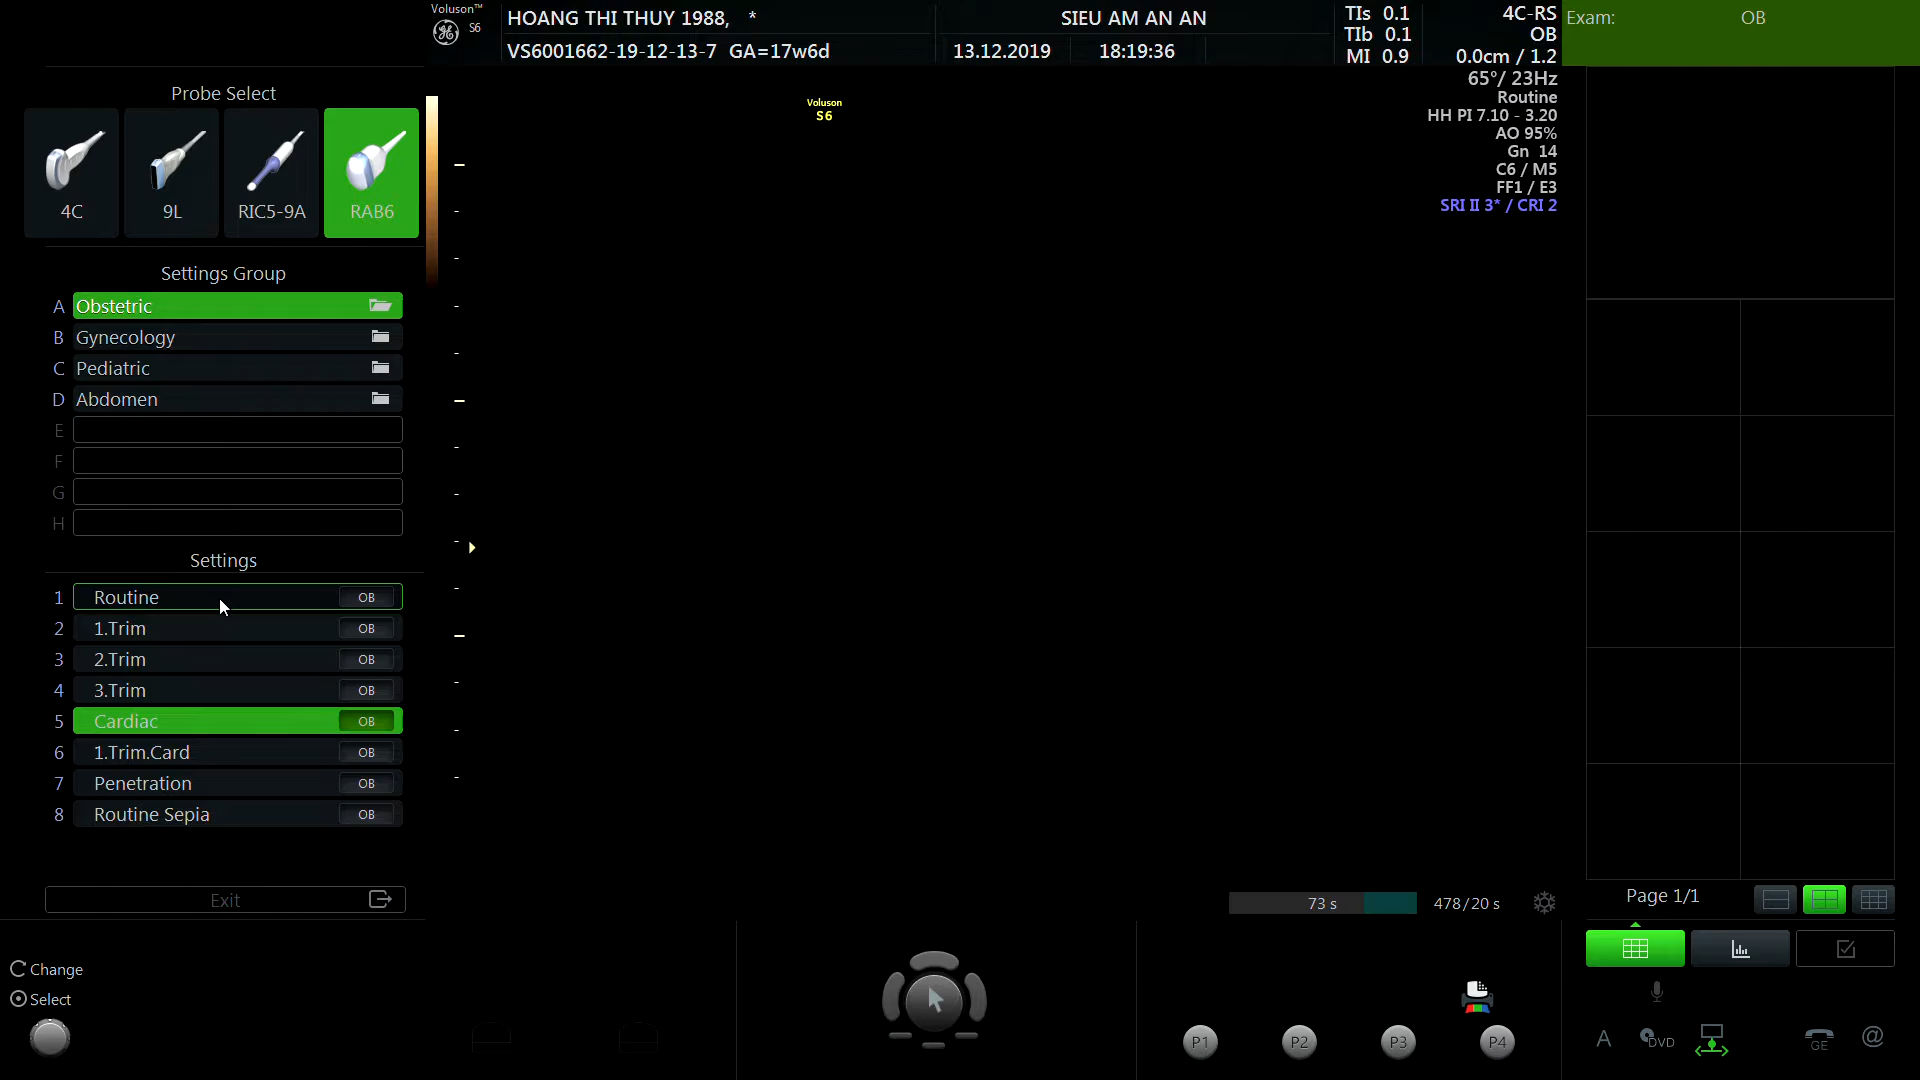 Voluson™
S6
HOANG THI THUY 1988, *
SIEU AM AN AN
VS6001662-19-12-13-7 GA=17w6d
13.12.2019
18:19:36
TIs 0.1
TIb 0.1
MI 0.9
4C-RS
OB
0.0cm / 1.2
Exam: OB
65°/ 23Hz
Routine
HH PI 7.10 - 3.20
AO 95%
Gn 14
C6 / M5
FF1 / E3
SRI II 3* / CRI 2
Voluson
S6
Probe Select
4C
9L
RIC5-9A
RAB6
Settings Group
A Obstetric
B Gynecology
C Pediatric
D Abdomen
E
F
G
H
Settings
1 Routine OB
2 1.Trim OB
3 2.Trim OB
4 3.Trim OB
5 Cardiac OB
6 1.Trim.Card OB
7 Penetration OB
8 Routine Sepia OB
Exit
73 s
478/20 s
Page 1/1
Change
Select
P1
P2
P3
P4
A
DVD
GE
@